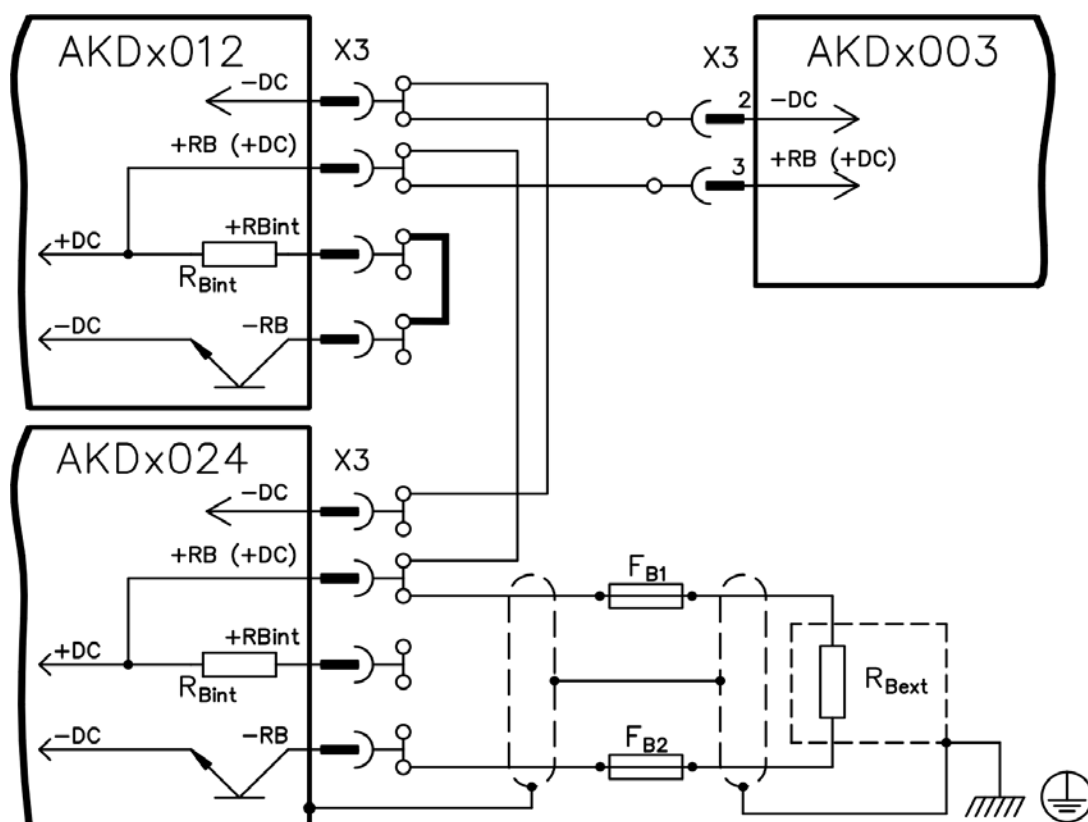 AKDx012
X3
-DC
+RB (+DC)
+DC
+RBint
RBint
-DC
-RB
X3
AKDx003
2
-DC
3
+RB (+DC)
AKDx024
X3
-DC
+RB (+DC)
+DC
+RBint
RBint
-DC
-RB
FB1
RBext
FB2